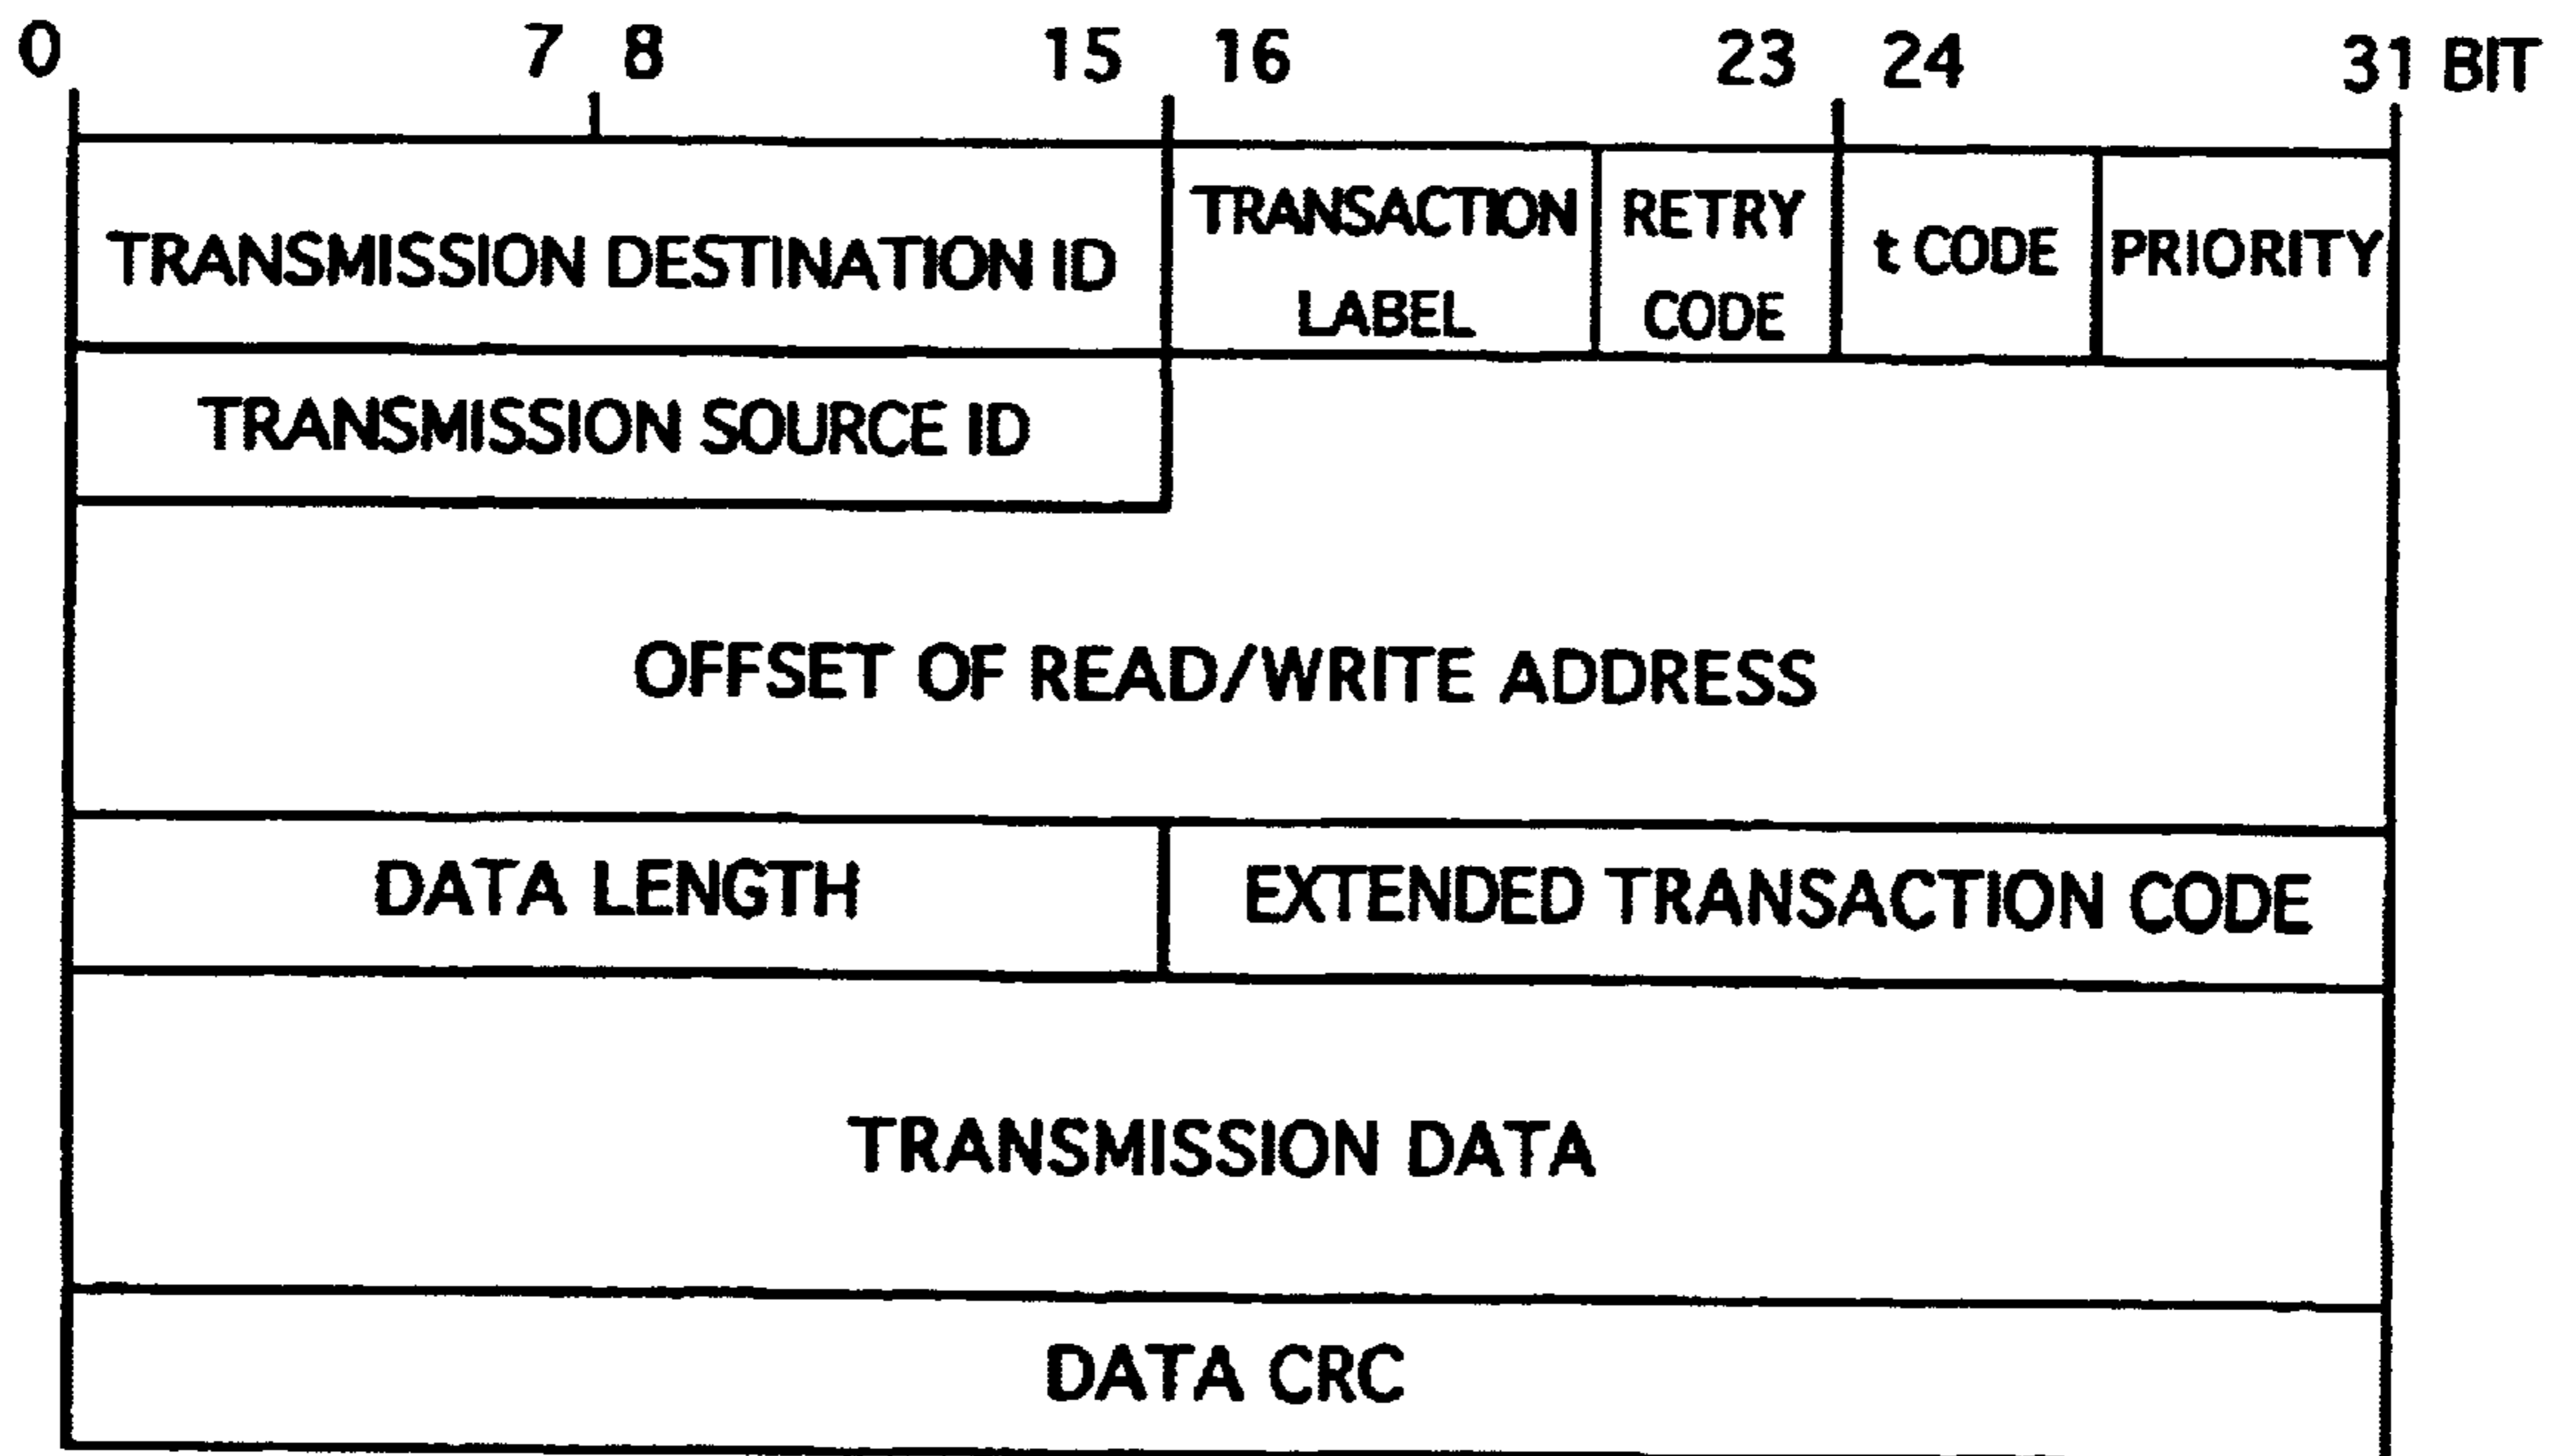 0 7 8 15 16 23 24 31 BIT
TRANSMISSION DESTINATION ID
TRANSACTION
LABEL
RETRY
CODE
t CODE
PRIORITY
TRANSMISSION SOURCE ID
OFFSET OF READ/WRITE ADDRESS
DATA LENGTH
EXTENDED TRANSACTION CODE
TRANSMISSION DATA
DATA CRC